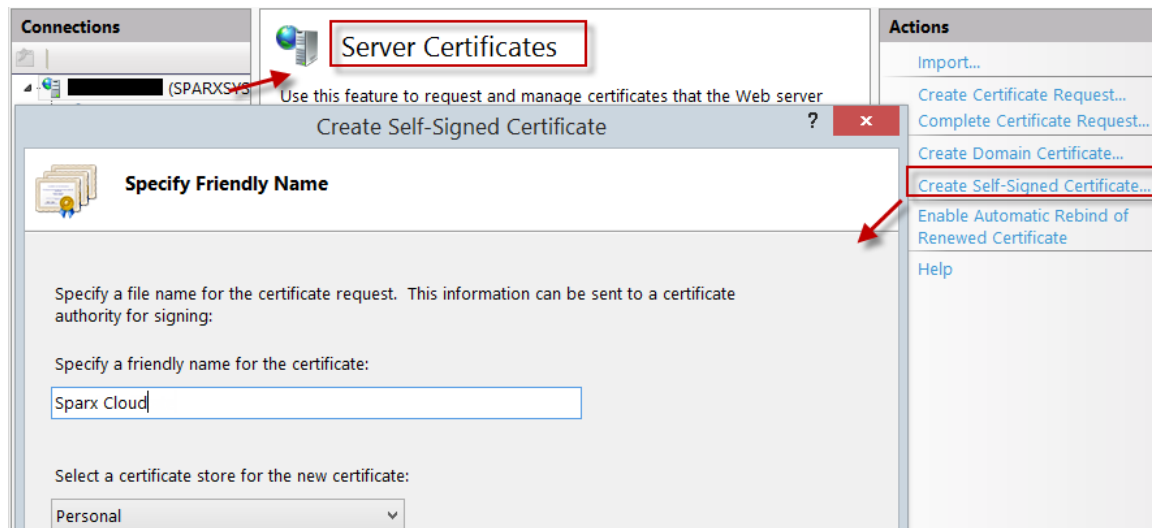 Connections
(SPARXSYS
Server Certificates
Use this feature to request and manage certificates that the Web server
Create Self-Signed Certificate
?
x
Specify Friendly Name
Specify a file name for the certificate request. This information can be sent to a certificate
authority for signing:
Specify a friendly name for the certificate:
Sparx Cloud
Select a certificate store for the new certificate:
Personal
Actions
Import...
Create Certificate Request...
Complete Certificate Request...
Create Domain Certificate...
Create Self-Signed Certificate...
Enable Automatic Rebind of
Renewed Certificate
Help